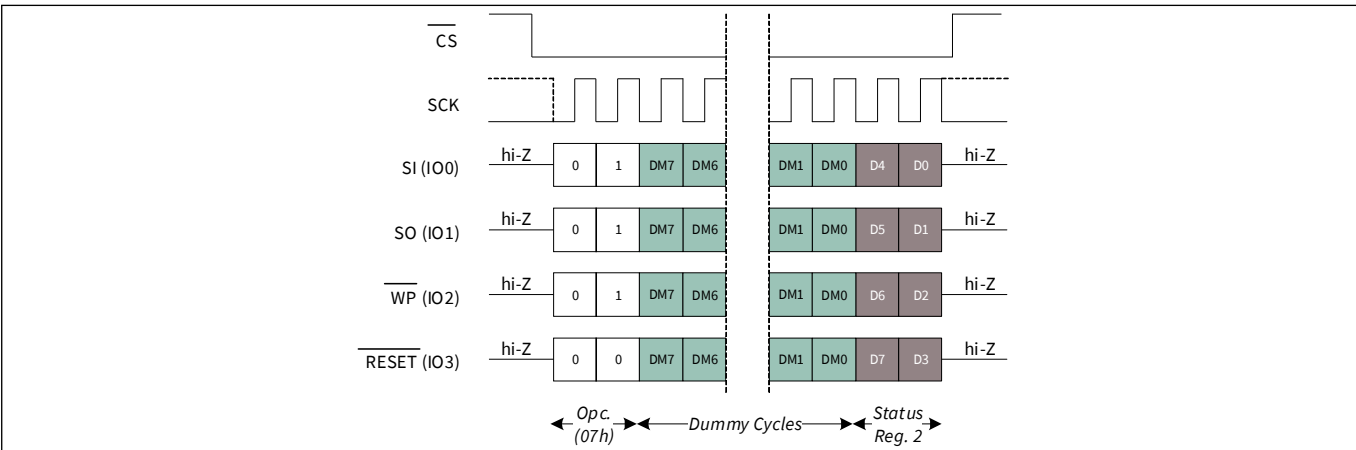 CS
SCK
SI (IO0) hi-Z 0 1 DM7 DM6 DM1 DM0 D4 D0 hi-Z
SO (IO1) hi-Z 0 1 DM7 DM6 DM1 DM0 D5 D1 hi-Z
WP (IO2) hi-Z 0 1 DM7 DM6 DM1 DM0 D6 D2 hi-Z
RESET (IO3) hi-Z 0 0 DM7 DM6 DM1 DM0 D7 D3 hi-Z
Opc. (07h)
Dummy Cycles
Status Reg. 2